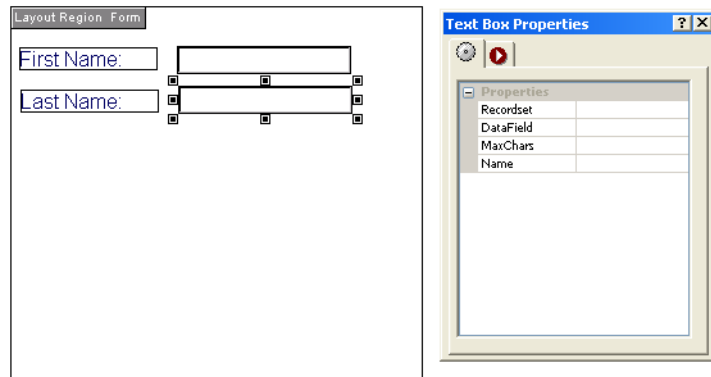 Layout Region Form
First Name:
Last Name:
Text Box Properties
Properties
Recordset
DataField
MaxChars
Name